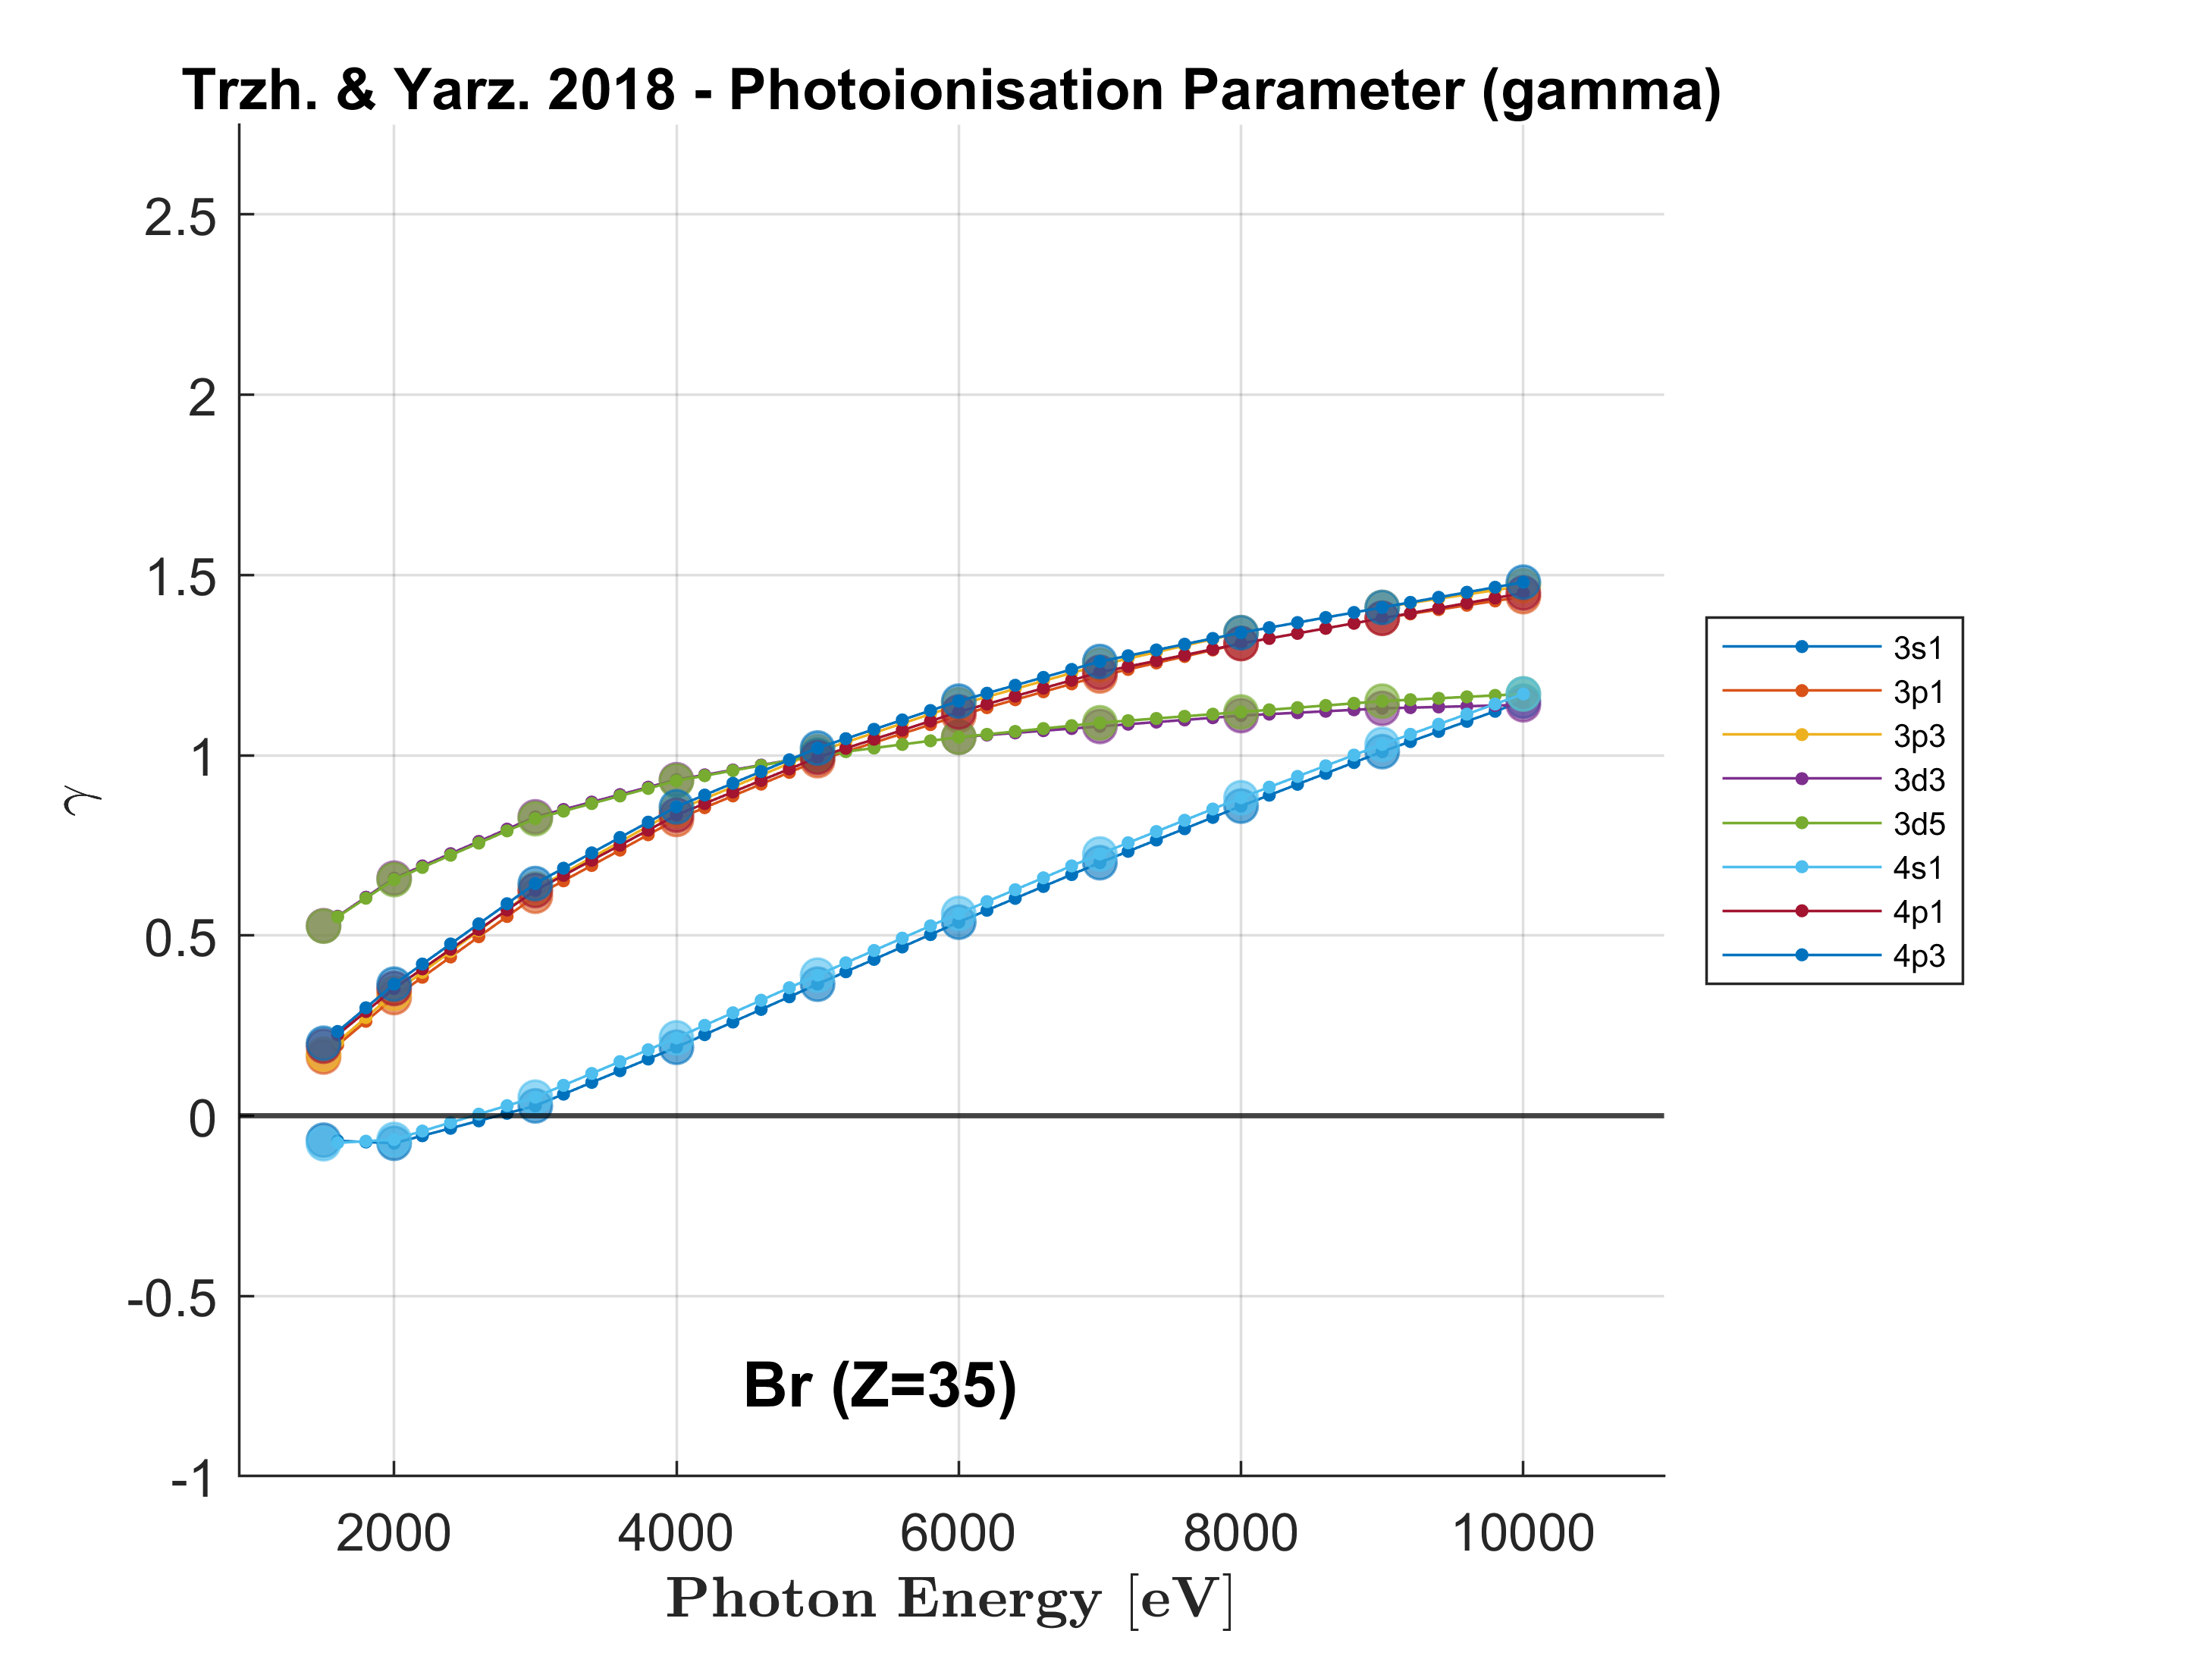 Trzh. & Yarz. 2018 - Photoionisation Parameter (gamma)
2.5
2
1.5
1
0.5
0
-0.5
-1
γ
2000 4000 6000 8000 10000
Photon Energy [eV]
Br (Z=35)
3s1
3p1
3p3
3d3
3d5
4s1
4p1
4p3